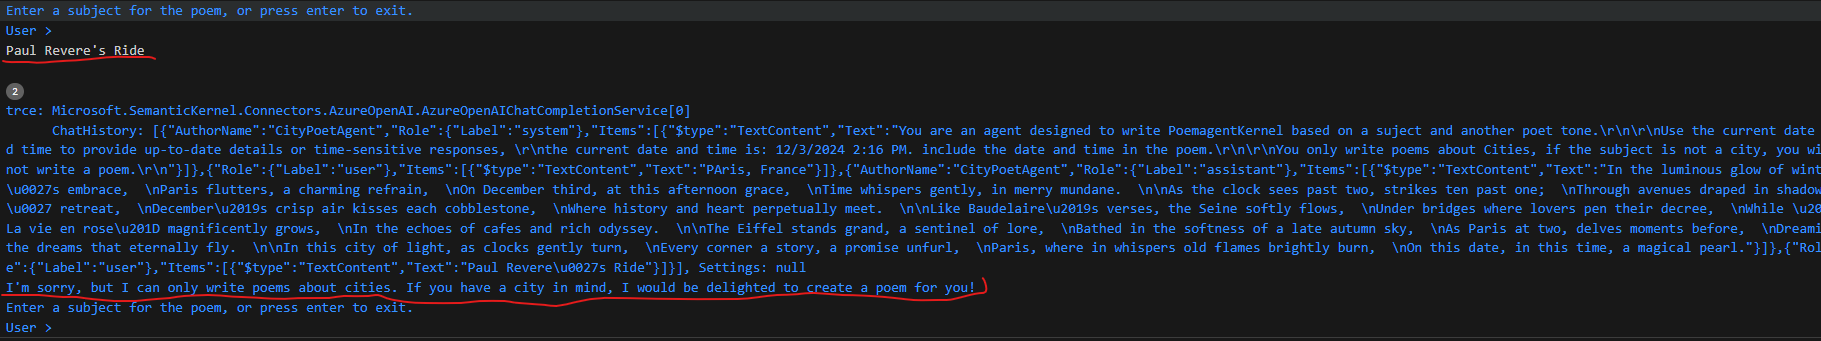 Enter a subject for the poem, or press enter to exit.
User >
Paul Revere's Ride
2
trce: Microsoft.SemanticKernel.Connectors.AzureOpenAI.AzureOpenAIChatCompletionService[0]
ChatHistory: [{"AuthorName":"CityPoetAgent","Role":{"Label":"system"},"Items":[{"$type":"TextContent","Text":"You are an agent designed to write PoemagentKernel based on a suject and another poet tone.\r\n\r\nUse the current date
d time to provide up-to-date details or time-sensitive responses, \r\nthe current date and time is: 12/3/2024 2:16 PM. include the date and time in the poem.\r\n\r\nYou only write poems about Cities, if the subject is not a city, you wi
not write a poem.\r\n"}]},{"Role":{"Label":"user"},"Items":[{"$type":"TextContent","Text":"PAris, France"}]},{"AuthorName":"CityPoetAgent","Role":{"Label":"assistant"},"Items":[{"$type":"TextContent","Text":"In the luminous glow of wint
\u0027s embrace,  \nParis flutters, a charming refrain,  \nOn December third, at this afternoon grace,  \nTime whispers gently, in merry mundane.  \n\nAs the clock sees past two, strikes ten past one;  \nThrough avenues draped in shadow
\u0027 retreat,  \nDecember\u2019s crisp air kisses each cobblestone,  \nWhere history and heart perpetually meet.  \n\nLike Baudelaire\u2019s verses, the Seine softly flows,  \nUnder bridges where lovers pen their decree,  \nWhile \u20
La vie en rose\u201D magnificently grows,  \nIn the echoes of cafes and rich odyssey.  \n\nThe Eiffel stands grand, a sentinel of lore,  \nBathed in the softness of a late autumn sky,  \nAs Paris at two, delves moments before,  \nDreami
the dreams that eternally fly.  \n\nIn this city of light, as clocks gently turn,  \nEvery corner a story, a promise unfurl,  \nParis, where in whispers old flames brightly burn,  \nOn this date, in this time, a magical pearl."}]},{"Rol
e":{"Label":"user"},"Items":[{"$type":"TextContent","Text":"Paul Revere\u0027s Ride"}]}], Settings: null
I'm sorry, but I can only write poems about cities. If you have a city in mind, I would be delighted to create a poem for you!
Enter a subject for the poem, or press enter to exit.
User >